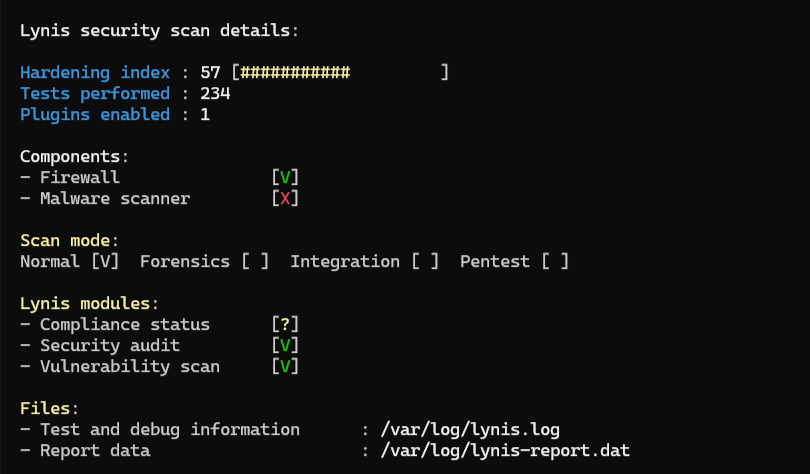 Lynis security scan details:
Hardening index : 57 [###########         ]
Tests performed : 234
Plugins enabled : 1
Components:
- Firewall               [V]
- Malware scanner        [X]
Scan mode:
Normal [V]  Forensics [ ]  Integration [ ]  Pentest [ ]
Lynis modules:
- Compliance status      [?]
- Security audit         [V]
- Vulnerability scan     [V]
Files:
- Test and debug information      : /var/log/lynis.log
- Report data                     : /var/log/lynis-report.dat